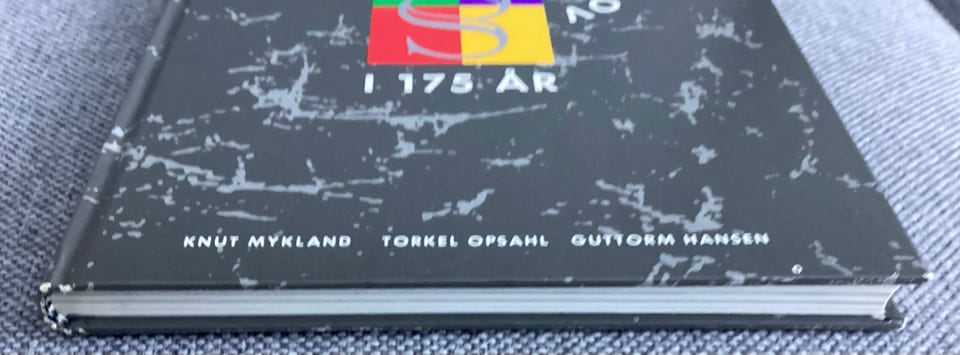 §
I 175 ÅR
KNUT MYKLAND TORKEL OPSAHL GUTTORM HANSEN